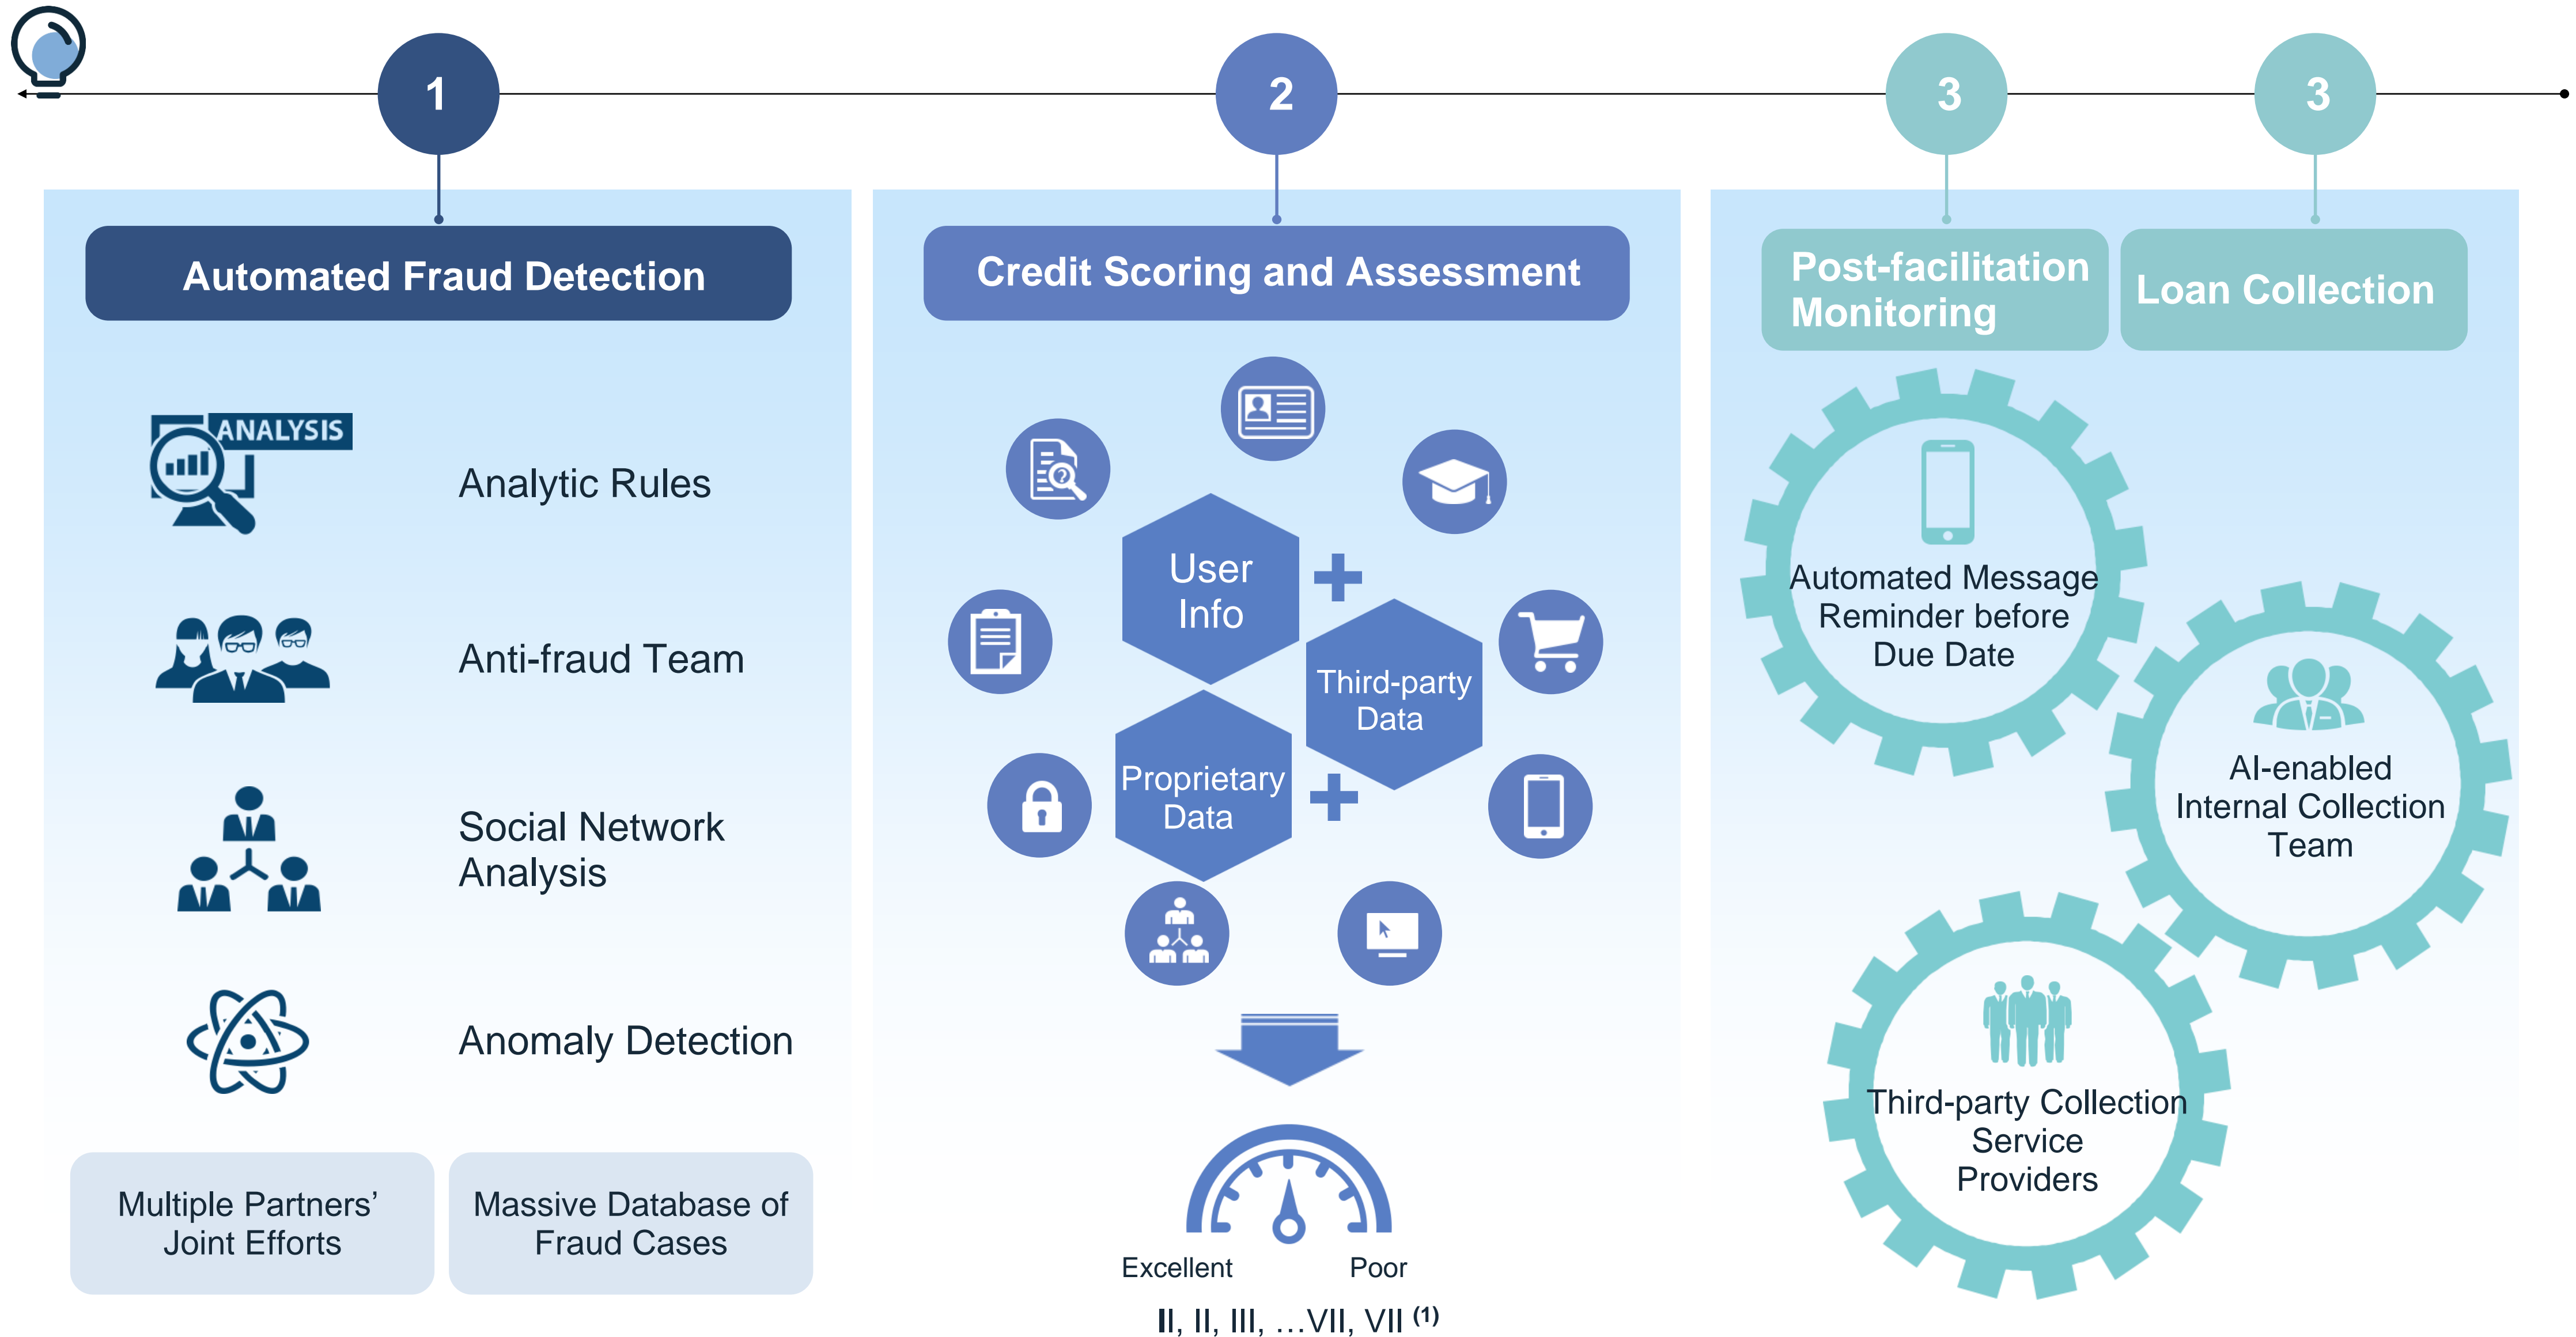 1
2
3
3
Automated Fraud Detection
ANALYSIS
Analytic Rules
Anti-fraud Team
Social Network
Analysis
Anomaly Detection
Multiple Partners’
Joint Efforts
Massive Database of
Fraud Cases
Credit Scoring and Assessment
?
User
Info
Third-party
Data
Proprietary
Data
Excellent
Poor
II, II, III, …VII, VII (1)
Post-facilitation
Monitoring
Loan Collection
Automated Message
Reminder before
Due Date
AI-enabled
Internal Collection
Team
Third-party Collection
Service
Providers